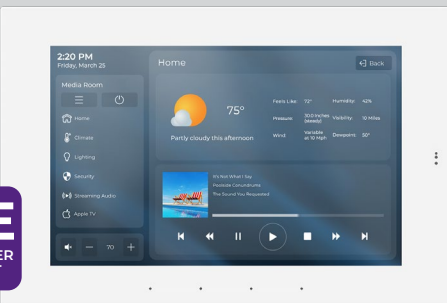 2:20 PM
Friday, March 25
Home
Back
Media Room
Home
Climate
Lighting
Security
Streaming Audio
Apple TV
70
75°
Partly cloudy this afternoon
Feels Like: 72° Humidity: 42%
Pressure: 30.0 Inches (steady) Visibility: 10 Miles
Wind: Variable at 10 Mph Dewpoint: 50°
It's Not What I Say
Poolside Conundrums
The Sound You Requested
E
ER